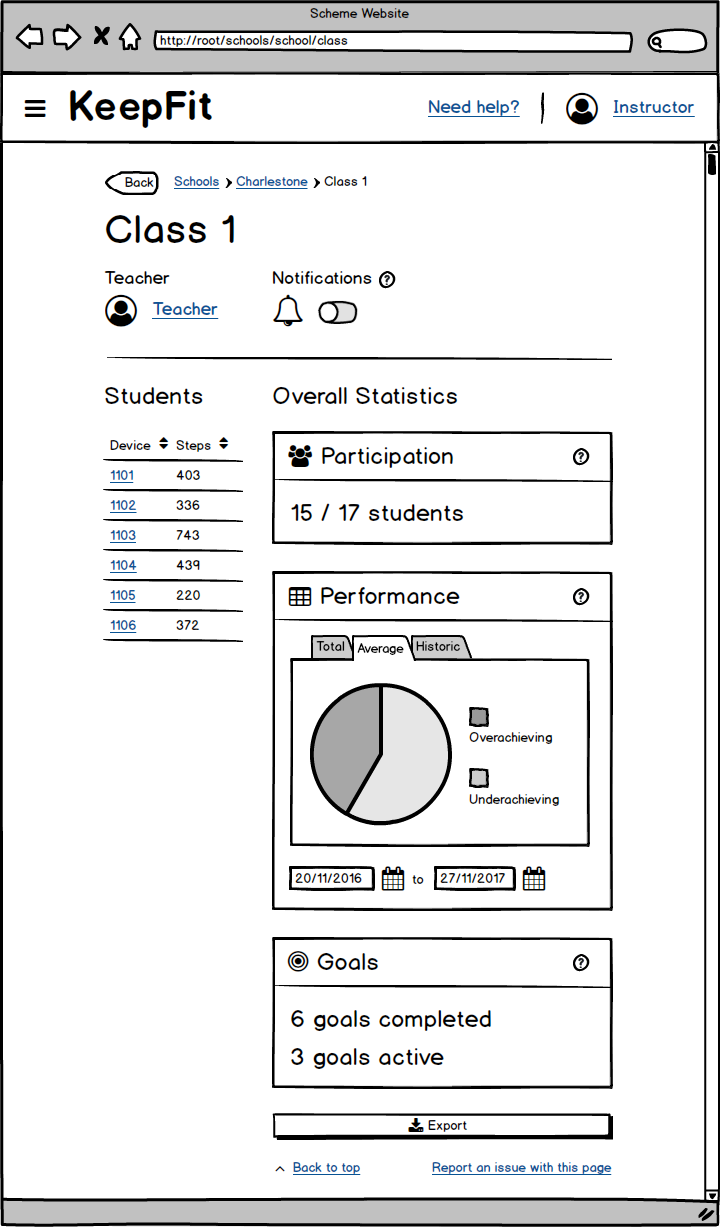 Scheme Website
http://root/schools/school/class
KeepFit
Need help?
Instructor
Back
Schools
Charlestone
Class 1
Class 1
Teacher
Teacher
Notifications ?
Students
Device Steps
1101 403
1102 336
1103 743
1104 439
1105 220
1106 372
Overall Statistics
Participation ?
15 / 17 students
Performance ?
Total Average Historic
Overachieving
Underachieving
20/11/2016 to 27/11/2017
Goals ?
6 goals completed
3 goals active
Export
Back to top
Report an issue with this page